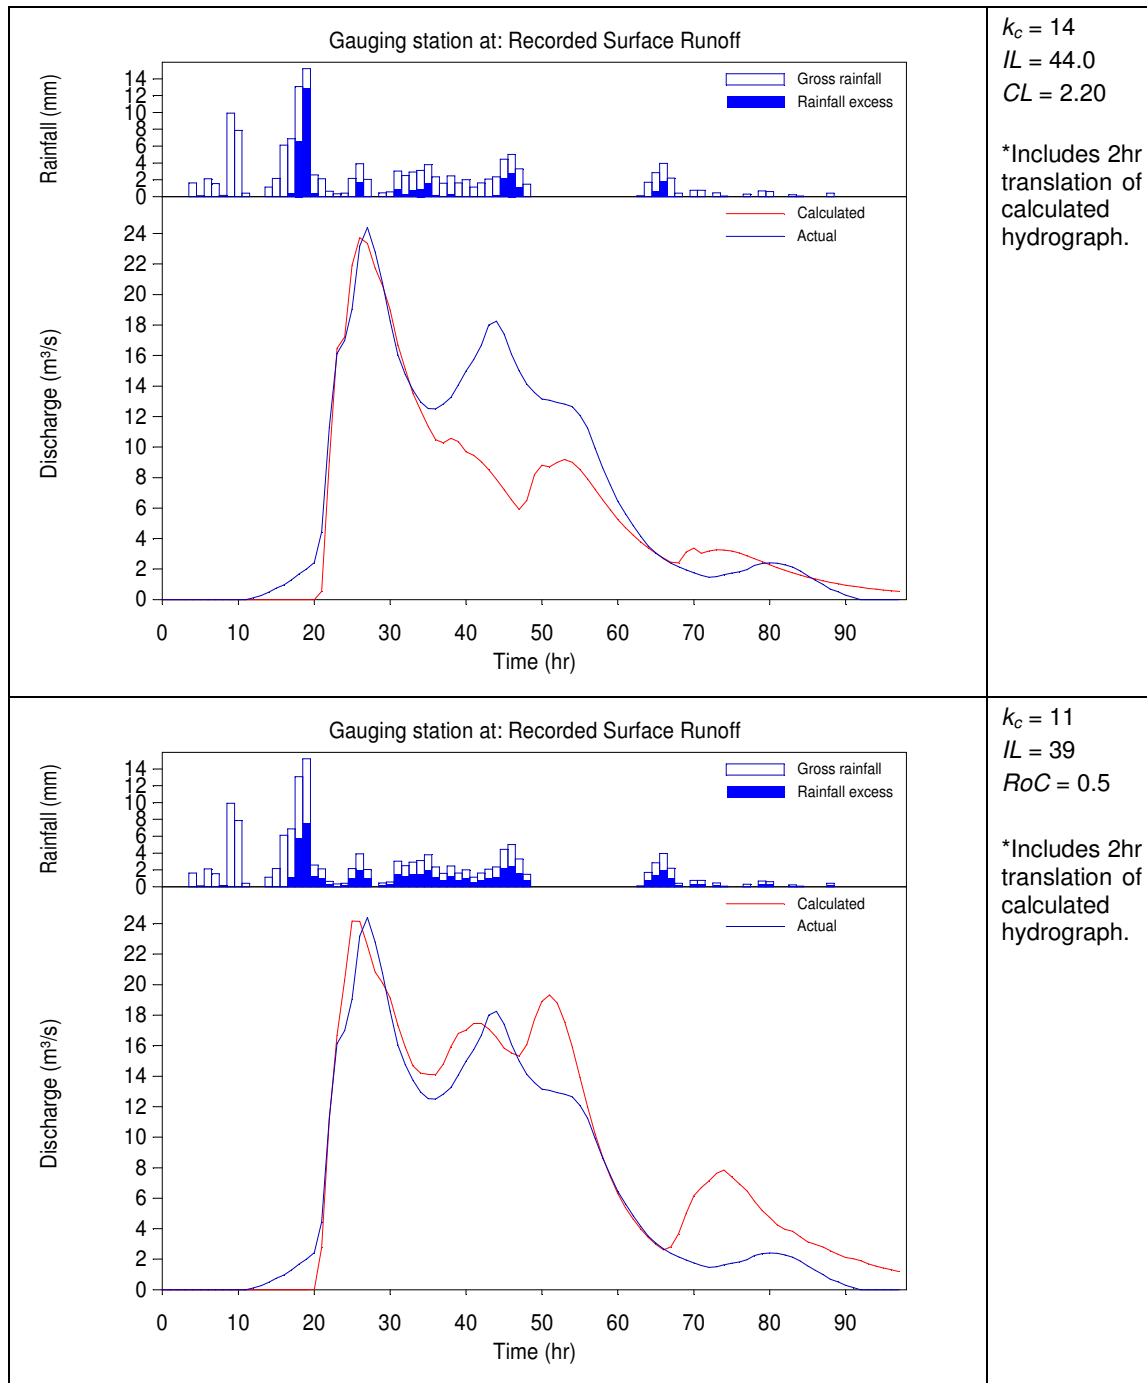 Gauging station at: Recorded Surface Runoff
Rainfall (mm)
14
12
10
8
6
4
2
0
Gross rainfall
Rainfall excess
Discharge (m³/s)
24
22
20
18
16
14
12
10
8
6
4
2
0
Calculated
Actual
0 10 20 30 40 50 60 70 80 90
Time (hr)
kc = 14
IL = 44.0
CL = 2.20
*Includes 2hr
translation of
calculated
hydrograph.
Gauging station at: Recorded Surface Runoff
Rainfall (mm)
14
12
10
8
6
4
2
0
Gross rainfall
Rainfall excess
Discharge (m³/s)
24
22
20
18
16
14
12
10
8
6
4
2
0
Calculated
Actual
0 10 20 30 40 50 60 70 80 90
Time (hr)
kc = 11
IL = 39
RoC = 0.5
*Includes 2hr
translation of
calculated
hydrograph.